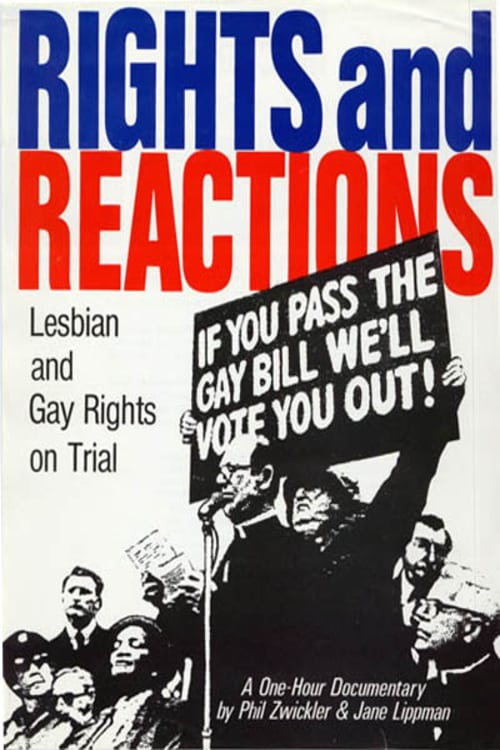 RIGHTS and
REACTIONS
Lesbian
and
Gay Rights
on Trial
IF YOU PASS THE
GAY BILL WE'LL
VOTE YOU OUT!
A One-Hour Documentary
by Phil Zwickler & Jane Lippman